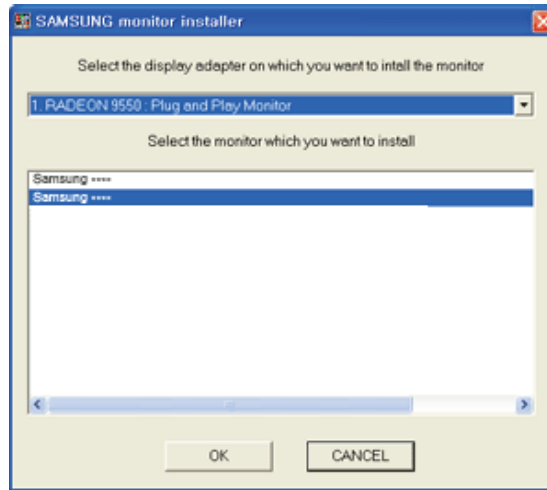 SAMSUNG monitor installer
Select the display adapter on which you want to intall the monitor
1. RADEON 9550 : Plug and Play Monitor
Select the monitor which you want to install
Samsung ----
Samsung ----
OK
CANCEL